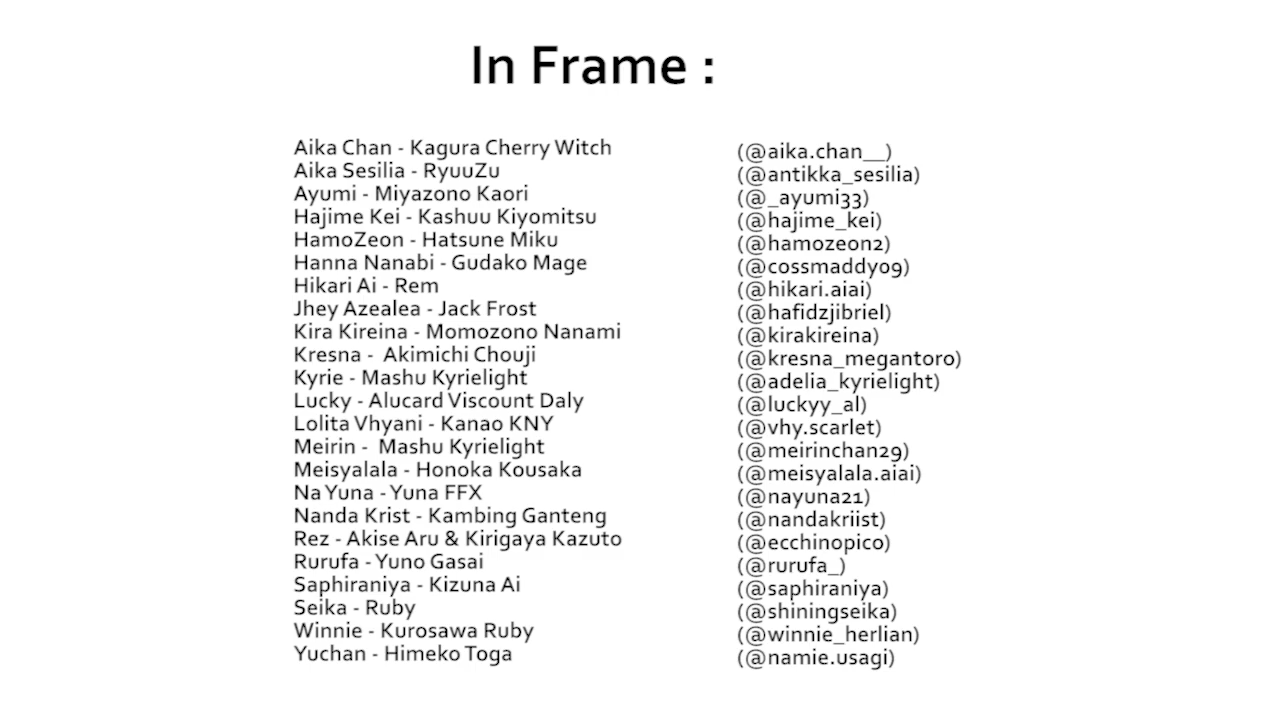 In Frame :
Aika Chan - Kagura Cherry Witch (@aika.chan__)
Aika Sesilia - RyuuZu (@antikka_sesilia)
Ayumi - Miyazono Kaori (@_ayumi33)
Hajime Kei - Kashuu Kiyomitsu (@hajime_kei)
HamoZeon - Hatsune Miku (@hamozeon2)
Hanna Nanabi - Gudako Mage (@cossmaddy09)
Hikari Ai - Rem (@hikari.aiai)
Jhey Azealea - Jack Frost (@hafidzjibriel)
Kira Kireina - Momozono Nanami (@kirakireina)
Kresna - Akimichi Chouji (@kresna_megantoro)
Kyrie - Mashu Kyrielight (@adelia_kyrielight)
Lucky - Alucard Viscount Daly (@luckyy_al)
Lolita Vhyani - Kanao KNY (@vhy.scarlet)
Meirin - Mashu Kyrielight (@meirinchan29)
Meisyalala - Honoka Kousaka (@meisyalala.aiai)
Na Yuna - Yuna FFX (@nayuna21)
Nanda Krist - Kambing Ganteng (@nandakriist)
Rez - Akise Aru & Kirigaya Kazuto (@ecchinopico)
Rurufa - Yuno Gasai (@rurufa_)
Saphiraniya - Kizuna Ai (@saphiraniya)
Seika - Ruby (@shiningseika)
Winnie - Kurosawa Ruby (@winnie_herlian)
Yuchan - Himeko Toga (@namie.usagi)